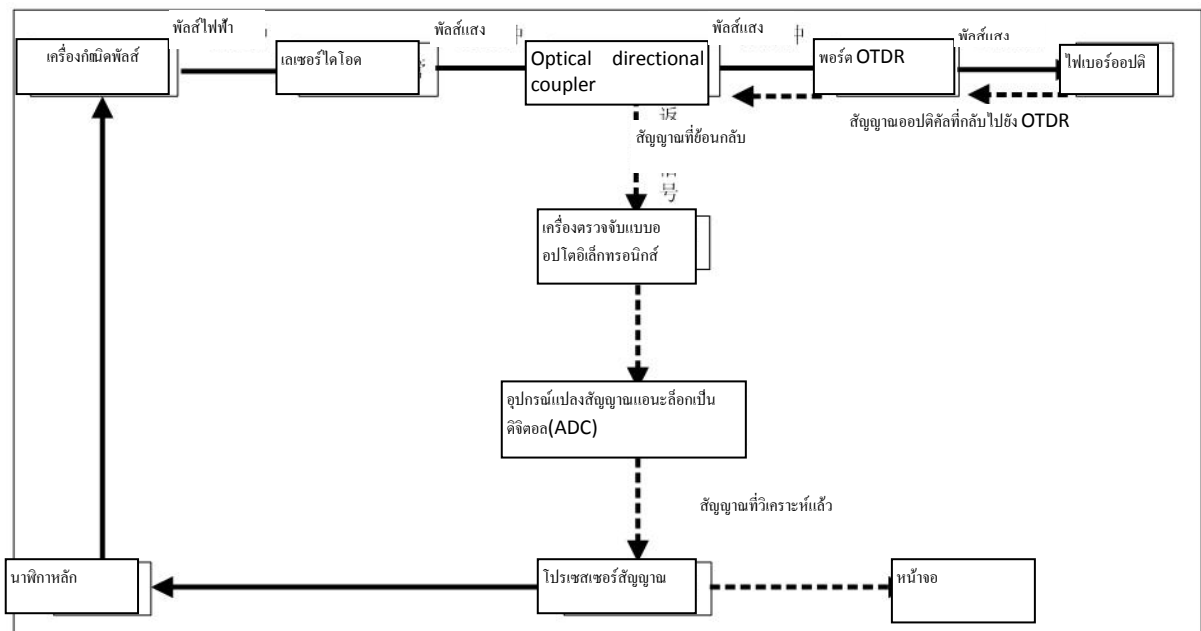 พัลส์ไฟฟ้า
พัลส์แสง
พัลส์แสง
พัลส์แสง
เครื่องกำเนิดพัลส์
เลเซอร์ไดโอด
Optical directional
coupler
พอร์ต OTDR
ไฟเบอร์ออปติ
สัญญาณออปติคัลที่กลับไปยัง OTDR
返
สัญญาณที่ย้อนกลับ
号
เครื่องตรวจจับแบบอ
อปโตอิเล็กทรอนิกส์
อุปกรณ์แปลงสัญญาณแอนะล็อกเป็น
ดิจิตอล(ADC)
สัญญาณที่วิเคราะห์แล้ว
นาฬิกาหลัก
โปรเซสเซอร์สัญญาณ
หน้าจอ